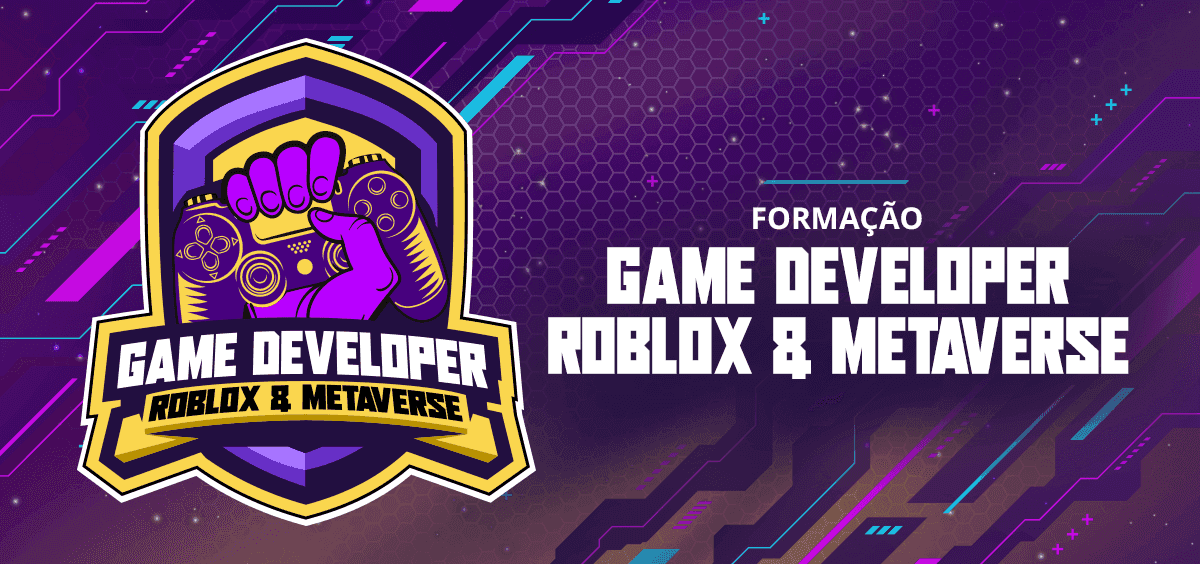 GAME DEVELOPER
ROBLOX & METAVERSE
FORMAÇÃO
GAME DEVELOPER
ROBLOX & METAVERSE